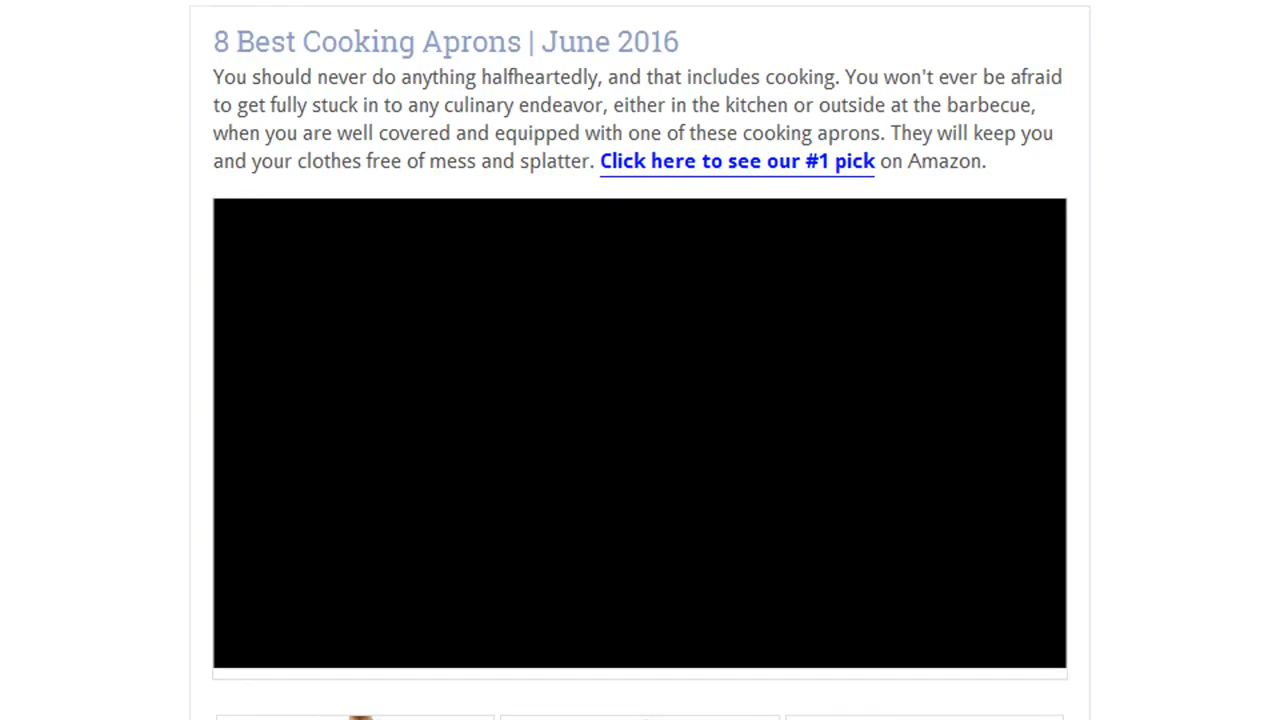 8 Best Cooking Aprons | June 2016
You should never do anything halfheartedly, and that includes cooking. You won't ever be afraid
to get fully stuck in to any culinary endeavor, either in the kitchen or outside at the barbecue,
when you are well covered and equipped with one of these cooking aprons. They will keep you
and your clothes free of mess and splatter. Click here to see our #1 pick on Amazon.